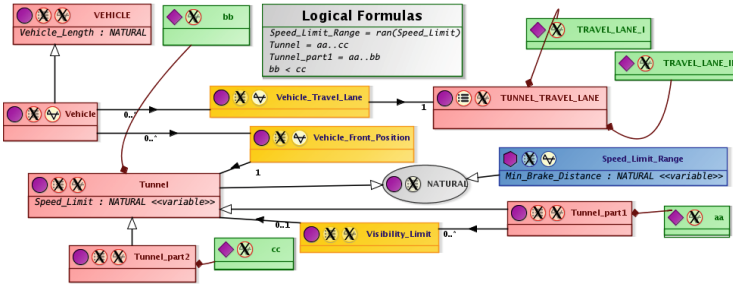 VEHICLE
Vehicle_Length : NATURAL
bb
Logical Formulas
Speed_Limit_Range = ran(Speed_Limit)
Tunnel = aa..cc
Tunnel_part1 = aa..bb
bb < cc
TRAVEL_LANE_I
TRAVEL_LANE_II
Vehicle
0..*
Vehicle_Travel_Lane
1
TUNNEL_TRAVEL_LANE
0..*
Vehicle_Front_Position
1
Speed_Limit_Range
Min_Brake_Distance : NATURAL <<variable>>
Tunnel
Speed_Limit : NATURAL <<variable>>
NATURAL
Tunnel_part1
aa
0..1
Visibility_Limit
0..*
Tunnel_part2
cc